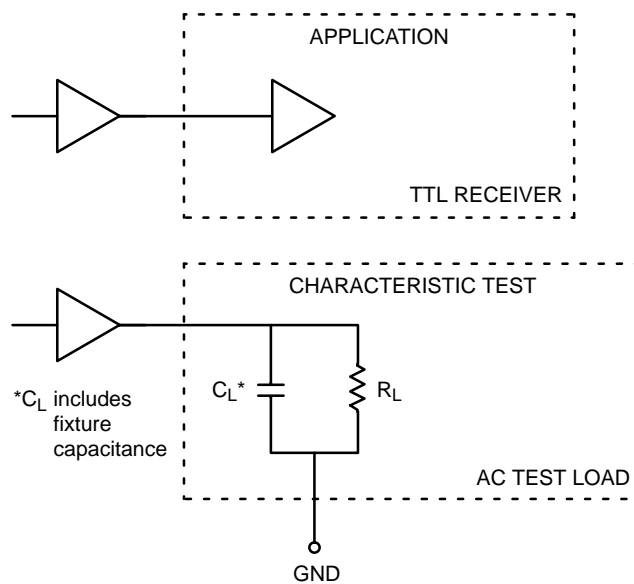 APPLICATION
TTL RECEIVER
CHARACTERISTIC TEST
CL*
RL
*CL includes
fixture
capacitance
AC TEST LOAD
GND